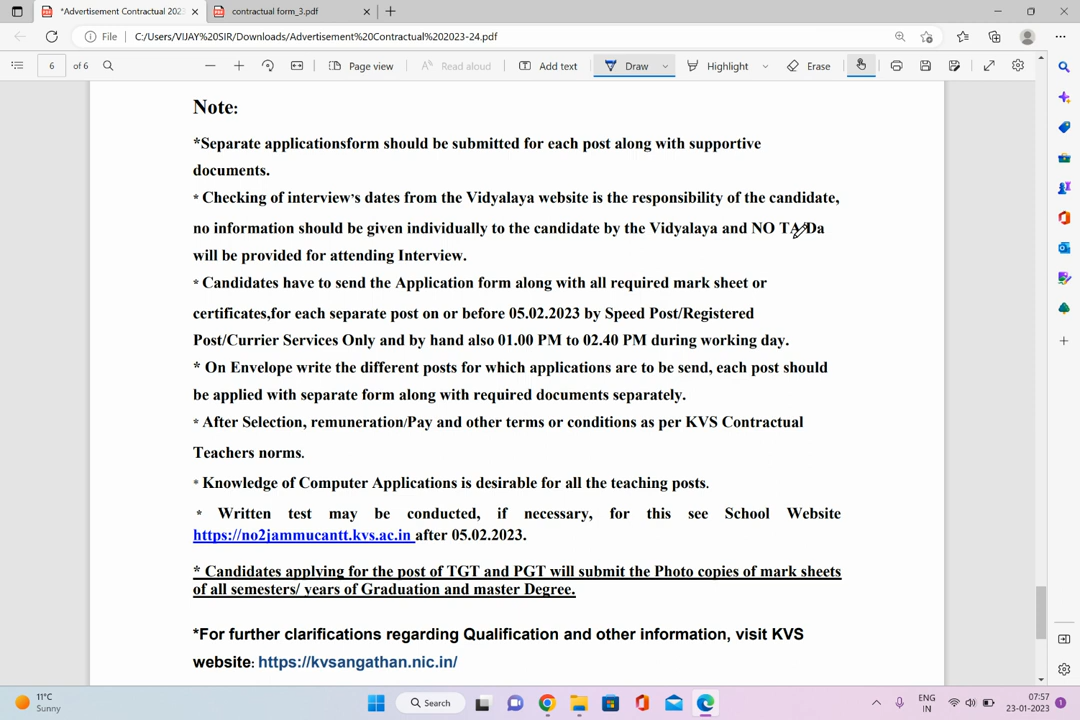 *Advertisement Contractual 2023
contractual form_3.pdf
File
C:/Users/VIJAY%20SIR/Downloads/Advertisement%20Contractual%202023-24.pdf
6 of 6
Page view
Read aloud
Add text
Draw
Highlight
Erase
Note:
*Separate applicationsform should be submitted for each post along with supportive
documents.
* Checking of interview's dates from the Vidyalaya website is the responsibility of the candidate,
no information should be given individually to the candidate by the Vidyalaya and NO TA/Da
will be provided for attending Interview.
* Candidates have to send the Application form along with all required mark sheet or
certificates,for each separate post on or before 05.02.2023 by Speed Post/Registered
Post/Currier Services Only and by hand also 01.00 PM to 02.40 PM during working day.
* On Envelope write the different posts for which applications are to be send, each post should
be applied with separate form along with required documents separately.
* After Selection, remuneration/Pay and other terms or conditions as per KVS Contractual
Teachers norms.
* Knowledge of Computer Applications is desirable for all the teaching posts.
* Written test may be conducted, if necessary, for this see School Website
https://no2jammucantt.kvs.ac.in after 05.02.2023.
* Candidates applying for the post of TGT and PGT will submit the Photo copies of mark sheets
of all semesters/ years of Graduation and master Degree.
*For further clarifications regarding Qualification and other information, visit KVS
website: https://kvsangathan.nic.in/
11°C
Sunny
Search
ENG
IN
07:57
23-01-2023
1